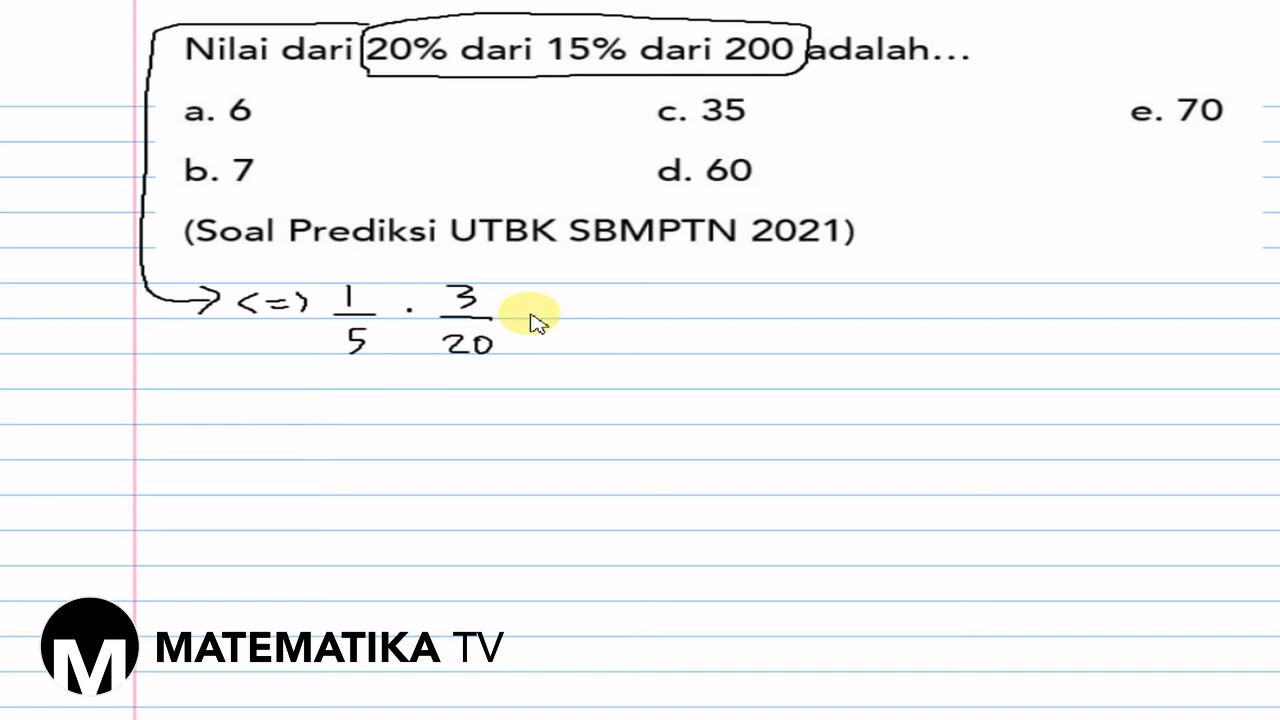 Nilai dari 20% dari 15% dari 200 adalah...
a. 6 c. 35 e. 70
b. 7 d. 60
(Soal Prediksi UTBK SBMPTN 2021)
<=> 1/5 . 3/20
M MATEMATIKA TV